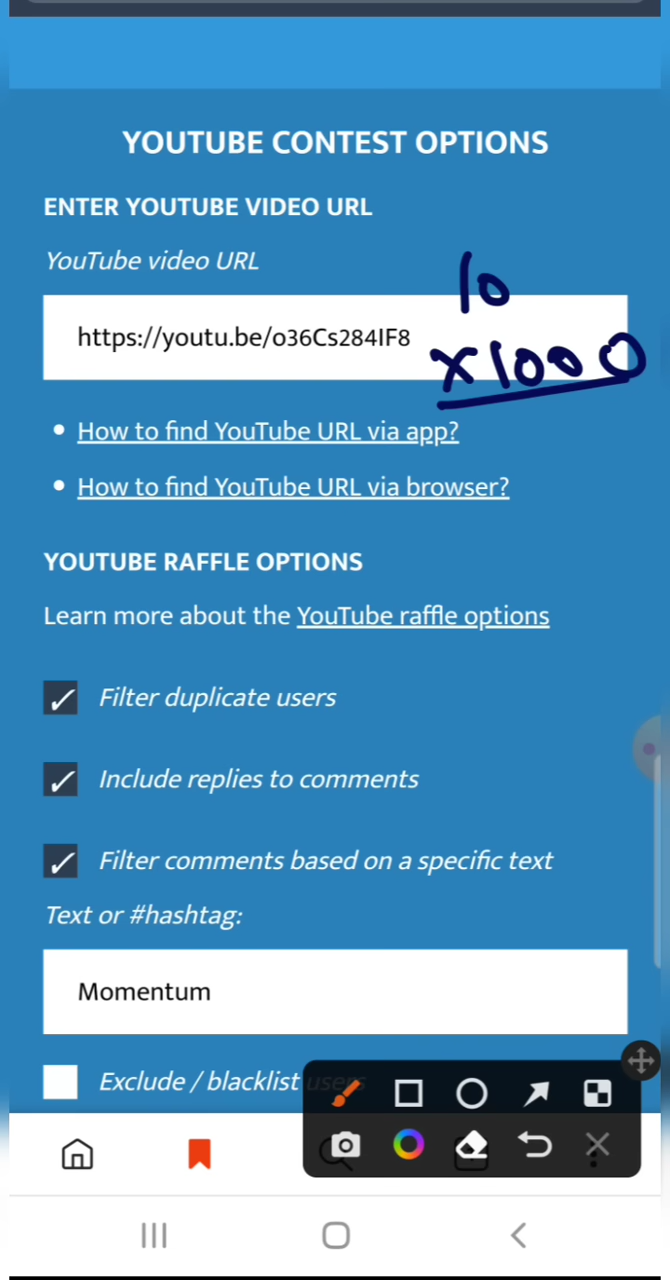 YOUTUBE CONTEST OPTIONS
ENTER YOUTUBE VIDEO URL
YouTube video URL
10
https://youtu.be/o36Cs284IF8
x1000
How to find YouTube URL via app?
How to find YouTube URL via browser?
YOUTUBE RAFFLE OPTIONS
Learn more about the YouTube raffle options
Filter duplicate users
Include replies to comments
Filter comments based on a specific text
Text or #hashtag:
Momentum
Exclude / blacklist users